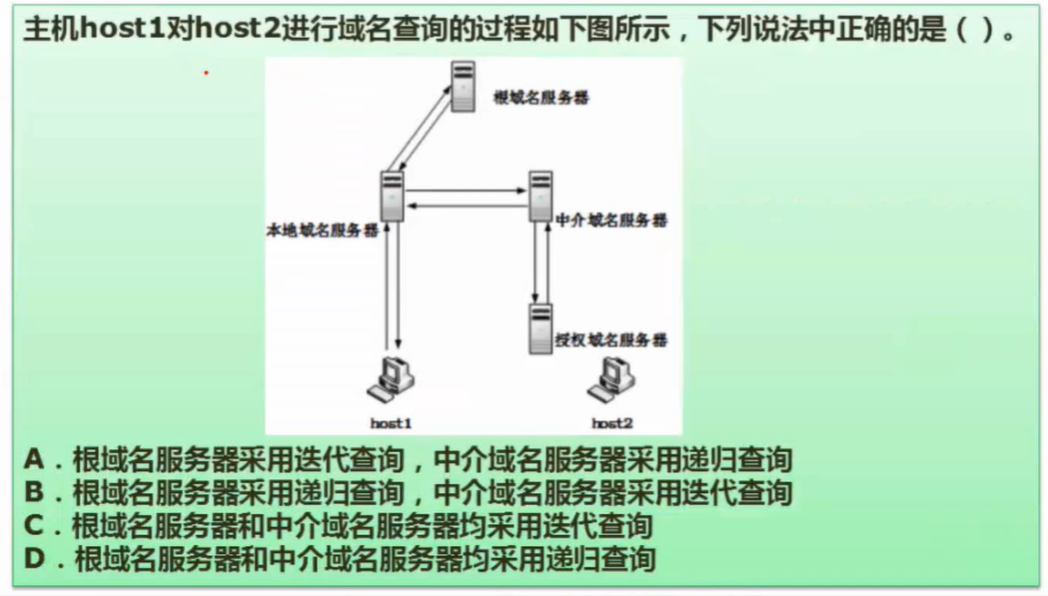 主机host1对host2进行域名查询的过程如下图所示，下列说法中正确的是（ ）。
根域名服务器
中介域名服务器
本地域名服务器
授权域名服务器
host1
host2
A．根域名服务器采用迭代查询，中介域名服务器采用递归查询
B．根域名服务器采用递归查询，中介域名服务器采用迭代查询
C．根域名服务器和中介域名服务器均采用迭代查询
D．根域名服务器和中介域名服务器均采用递归查询